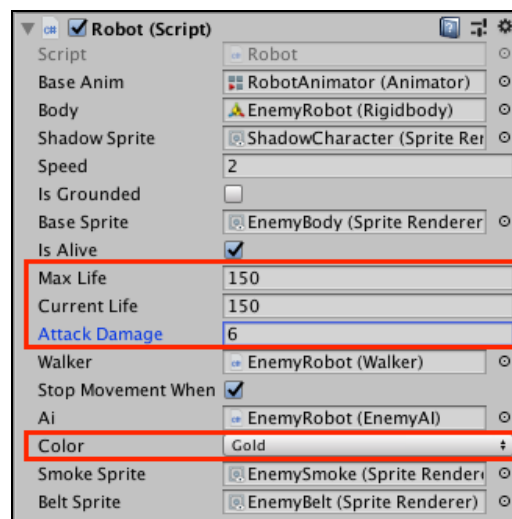 Robot (Script)
Script Robot
Base Anim RobotAnimator (Animator)
Body EnemyRobot (Rigidbody)
Shadow Sprite ShadowCharacter (Sprite Rer
Speed 2
Is Grounded
Base Sprite EnemyBody (Sprite Renderer
Is Alive
Max Life 150
Current Life 150
Attack Damage 6
Walker EnemyRobot (Walker)
Stop Movement When
Ai EnemyRobot (EnemyAI)
Color Gold
Smoke Sprite EnemySmoke (Sprite Render
Belt Sprite EnemyBelt (Sprite Renderer)